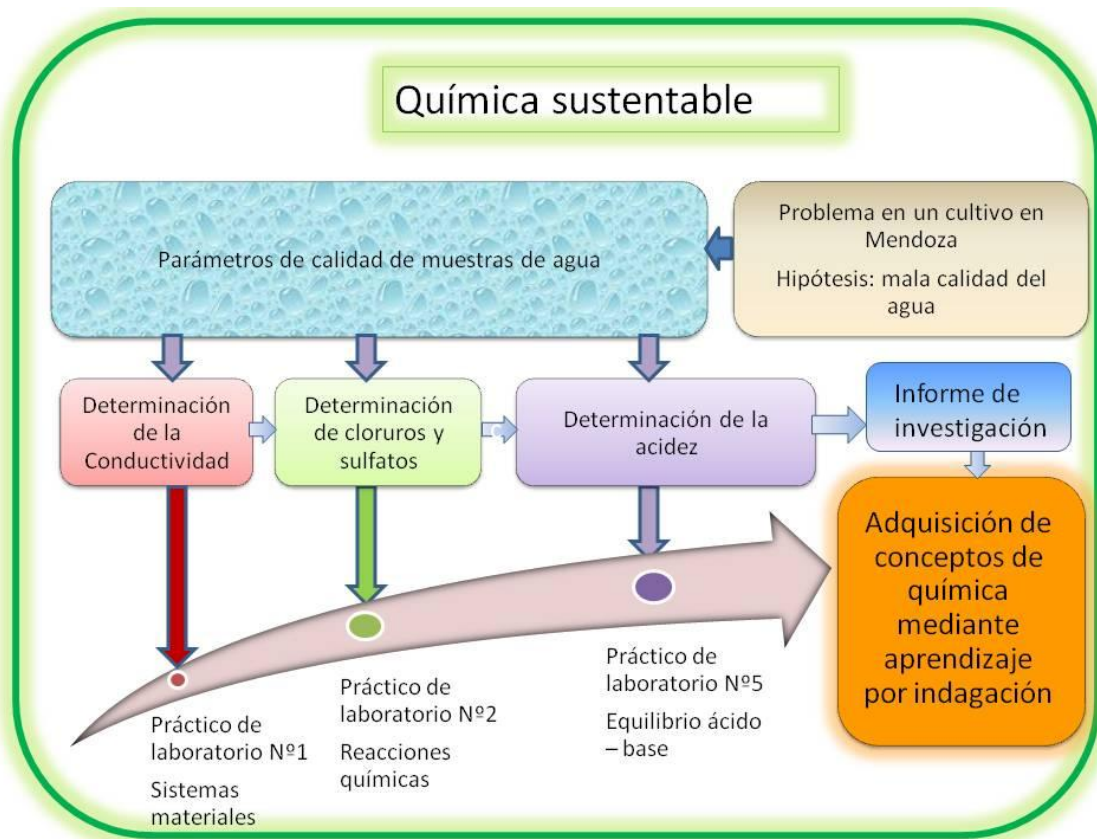 Química sustentable
Parámetros de calidad de muestras de agua
Problema en un cultivo en
Mendoza
Hipótesis: mala calidad del
agua
Determinación
de la
Conductividad
Determinación
de cloruros y
sulfatos
C
Determinación de la
acidez
Informe de
investigación
Adquisición de
conceptos de
química
mediante
aprendizaje
por indagación
Práctico de
laboratorio Nº1
Sistemas
materiales
Práctico de
laboratorio Nº2
Reacciones
químicas
Práctico de
laboratorio Nº5
Equilibrio ácido
– base